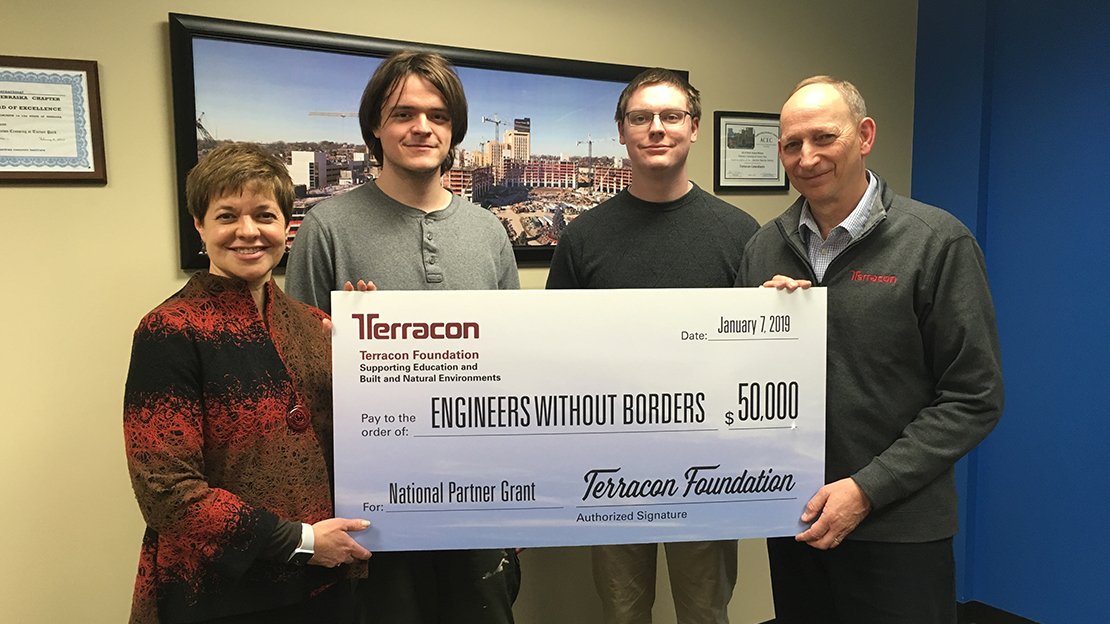 NEBRASKA CHAPTER
OF EXCELLENCE
ACEC
Terracon
Terracon
Date: January 7, 2019
Terracon Foundation
Supporting Education and
Built and Natural Environments
Pay to the
order of: ENGINEERS WITHOUT BORDERS $ 50,000
For: National Partner Grant
Terracon Foundation
Authorized Signature